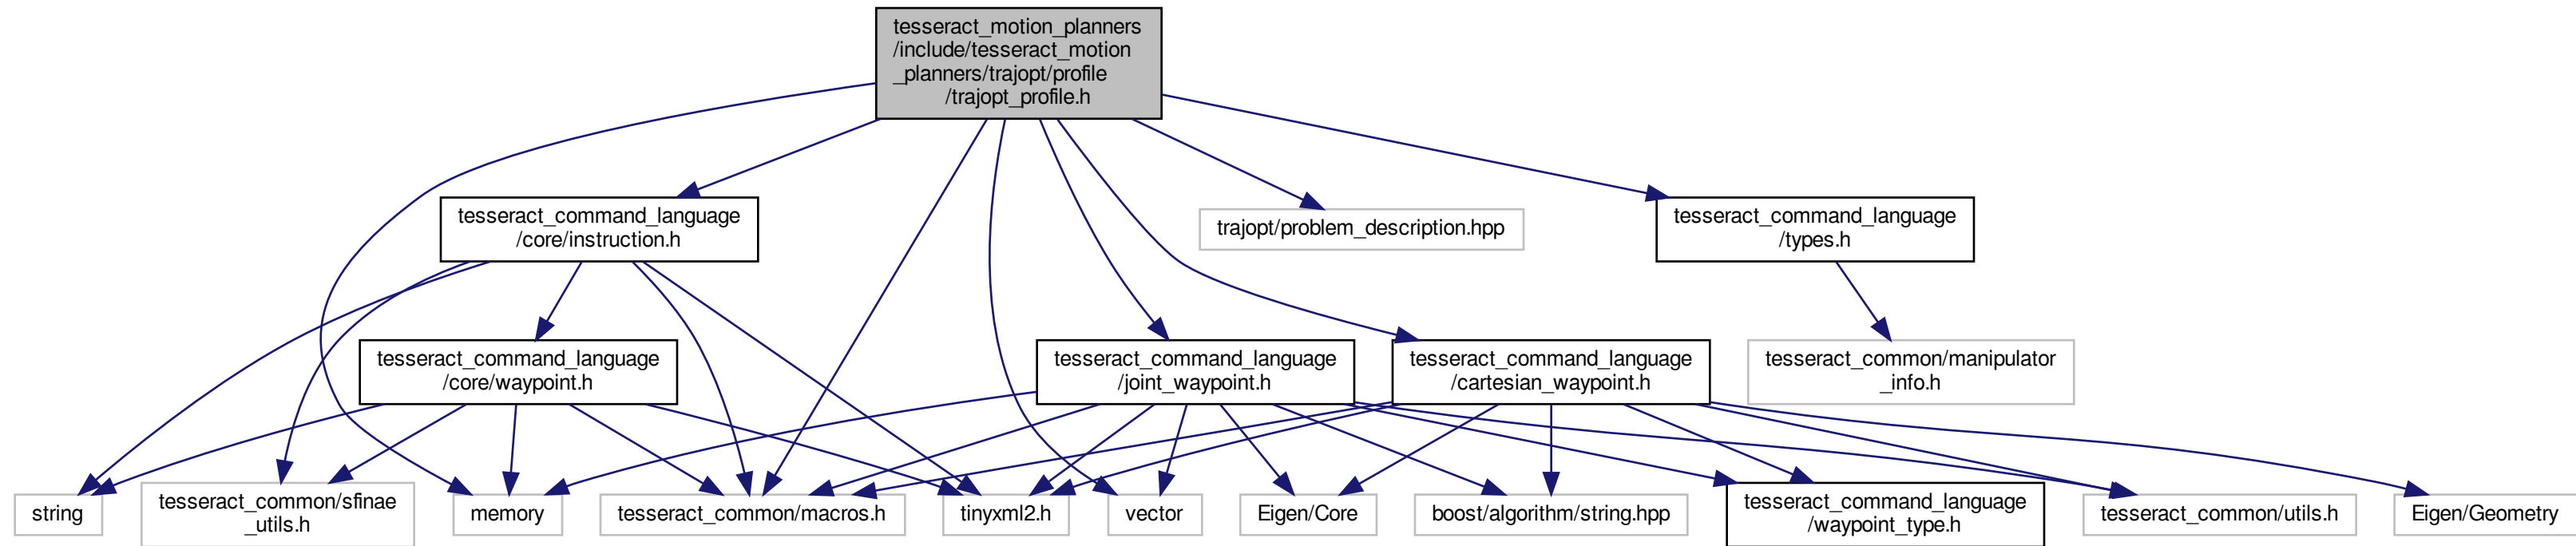 tesseract_motion_planners
/include/tesseract_motion
_planners/trajopt/profile
/trajopt_profile.h
tesseract_command_language
/core/instruction.h
trajopt/problem_description.hpp
tesseract_command_language
/types.h
tesseract_command_language
/core/waypoint.h
tesseract_command_language
/joint_waypoint.h
tesseract_command_language
/cartesian_waypoint.h
tesseract_common/manipulator
_info.h
string
tesseract_common/sfinae
_utils.h
memory
tesseract_common/macros.h
tinyxml2.h
vector
Eigen/Core
boost/algorithm/string.hpp
tesseract_command_language
/waypoint_type.h
tesseract_common/utils.h
Eigen/Geometry